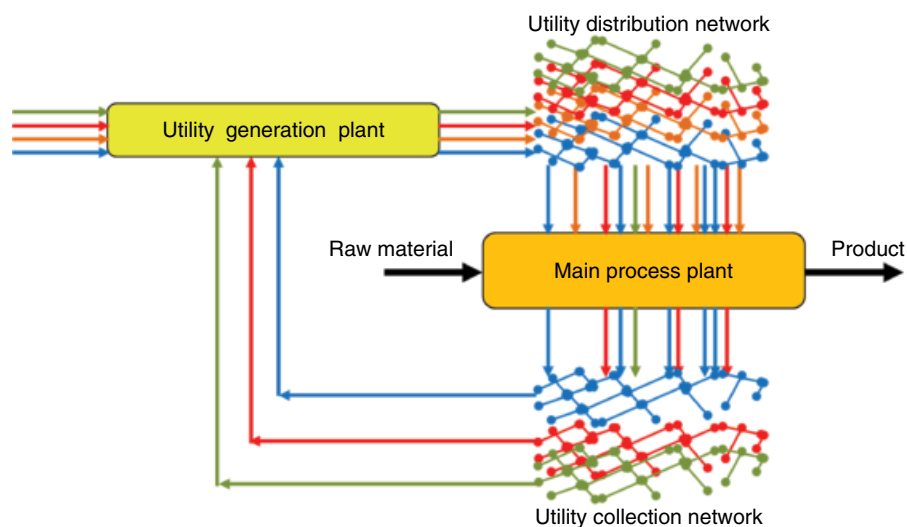 Utility distribution network
Utility generation plant
Raw material
Product
Main process plant
Utility collection network